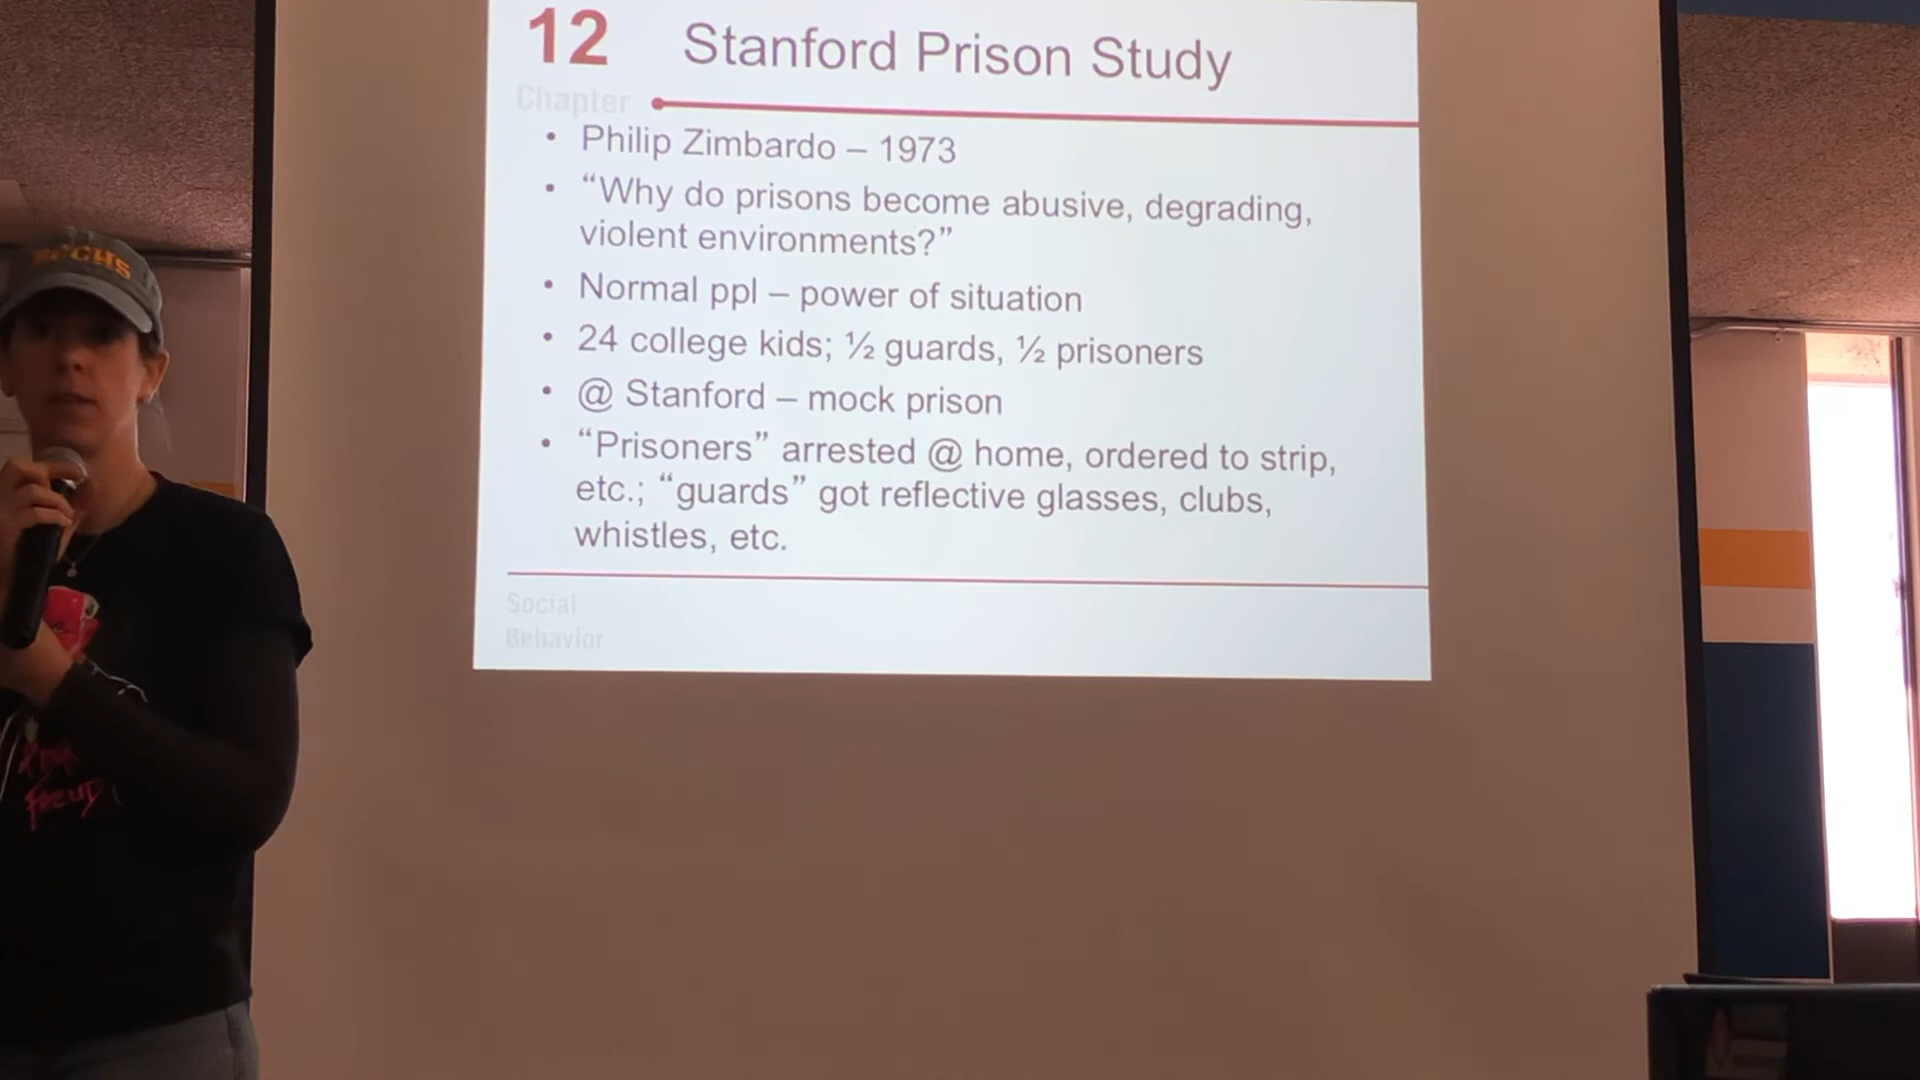 12 Stanford Prison Study
Chapter
• Philip Zimbardo – 1973
• “Why do prisons become abusive, degrading,
violent environments?”
• Normal ppl – power of situation
• 24 college kids; ½ guards, ½ prisoners
• @ Stanford – mock prison
• “Prisoners” arrested @ home, ordered to strip,
etc.; “guards” got reflective glasses, clubs,
whistles, etc.
Social
Behavior